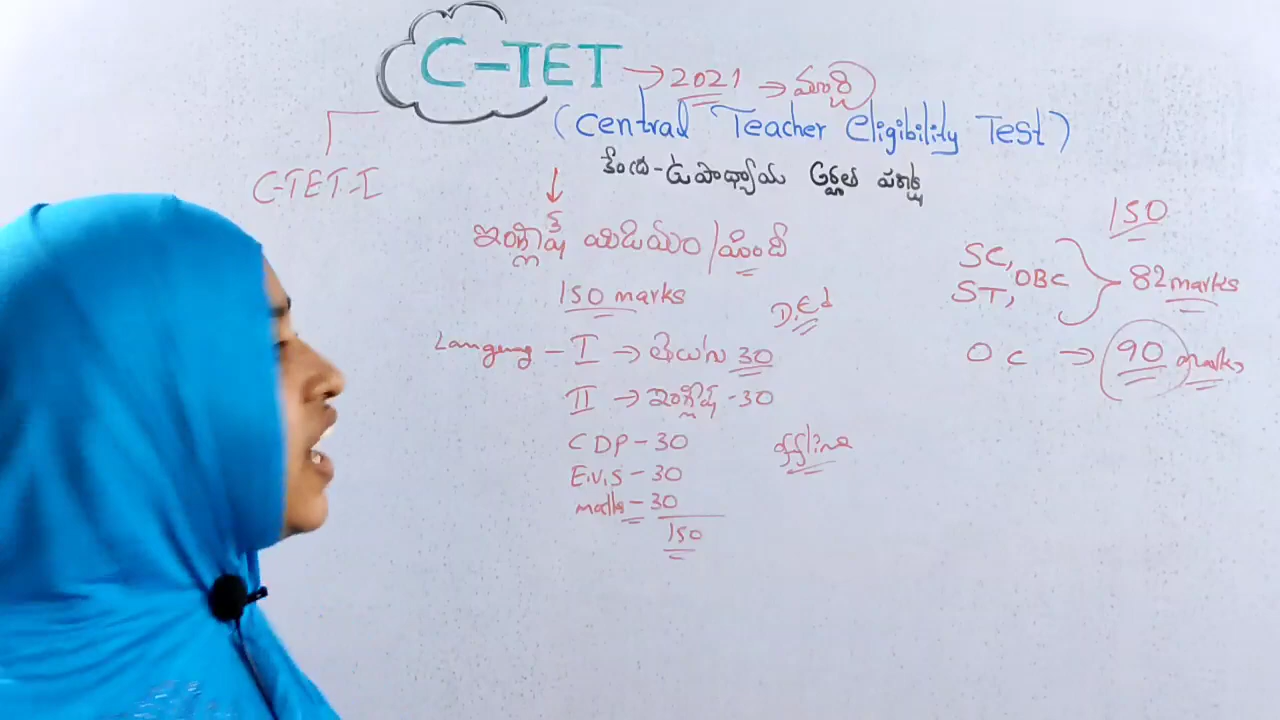 C-TET → 2021 → మార్చి
(Central Teacher Eligibility Test)
కేంద్ర-ఉపాధ్యాయ అర్హత పరీక్ష
C-TET-I
ఇంగ్లీష్ మిడియం/హిందీ
150 marks
D.Ed
Langeng - I → తెలుగు 30
II → ఇంగ్లీష్ - 30
CDP - 30
offline
E.V.S - 30
maths - 30
150
150
SC, ST, OBC } 82 marks
OC → 90 marks